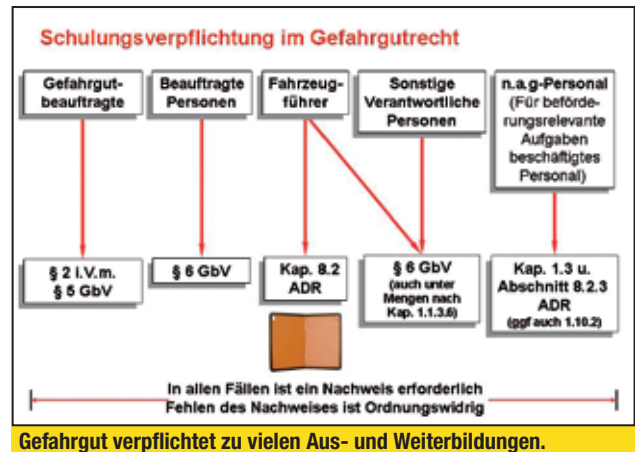 Schulungsverpflichtung im Gefahrgutrecht
Gefahrgut-
beauftragte
Beauftragte
Personen
Fahrzeug-
führer
Sonstige
Verantwortliche
Personen
n.a.g-Personal
(Für beförde-
rungsrelevante
Aufgaben
beschäftigtes
Personal)
§ 2 I.V.m.
§ 5 GbV
§ 6 GbV
Kap. 8.2
ADR
§ 6 GbV
(auch unter
Mengen nach
Kap. 1.1.3.6)
Kap. 1.3 u.
Abschnitt 8.2.3
ADR
(ggf auch 1.10.2)
In allen Fällen ist ein Nachweis erforderlich
Fehlen des Nachweises ist Ordnungswidrig
Gefahrgut verpflichtet zu vielen Aus- und Weiterbildungen.